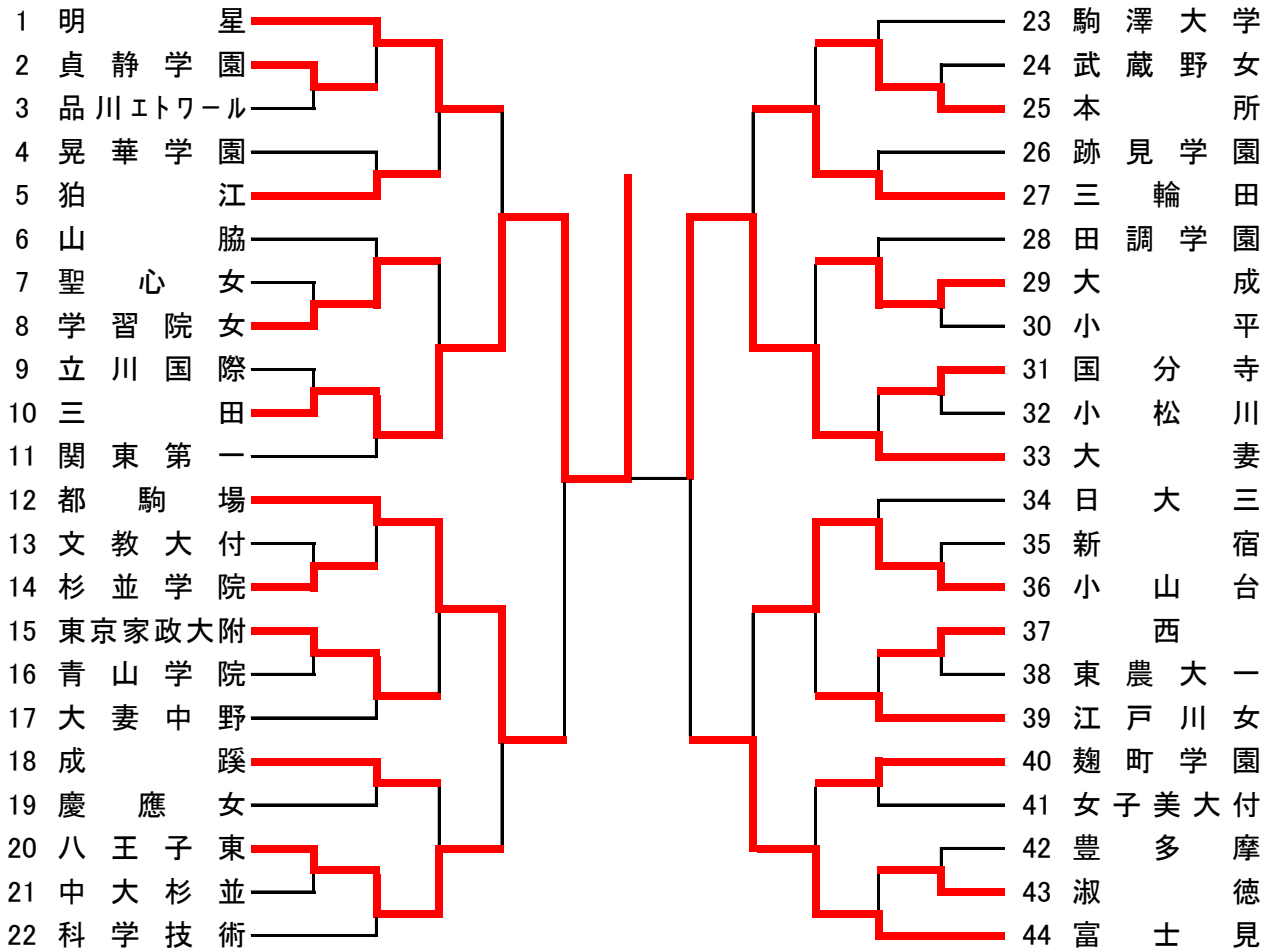 1 明星
2 貞静学園
3 品川エトワール
4 晃華学園
5 狛江
6 山脇
7 聖心女
8 学習院女
9 立川国際
10 三田
11 関東第一
12 都駒場
13 文教大付
14 杉並学院
15 東京家政大附
16 青山学院
17 大妻中野
18 成蹊
19 慶應女
20 八王子東
21 中大杉並
22 科学技術
23 駒澤大学
24 武蔵野女
25 本所
26 跡見学園
27 三輪田
28 田調学園
29 大成
30 小平
31 国分寺
32 小松川
33 大妻
34 日大三
35 新宿
36 小山台
37 西
38 東農大一
39 江戸川女
40 麹町学園
41 女子美大付
42 豊多摩
43 淑徳
44 富士見